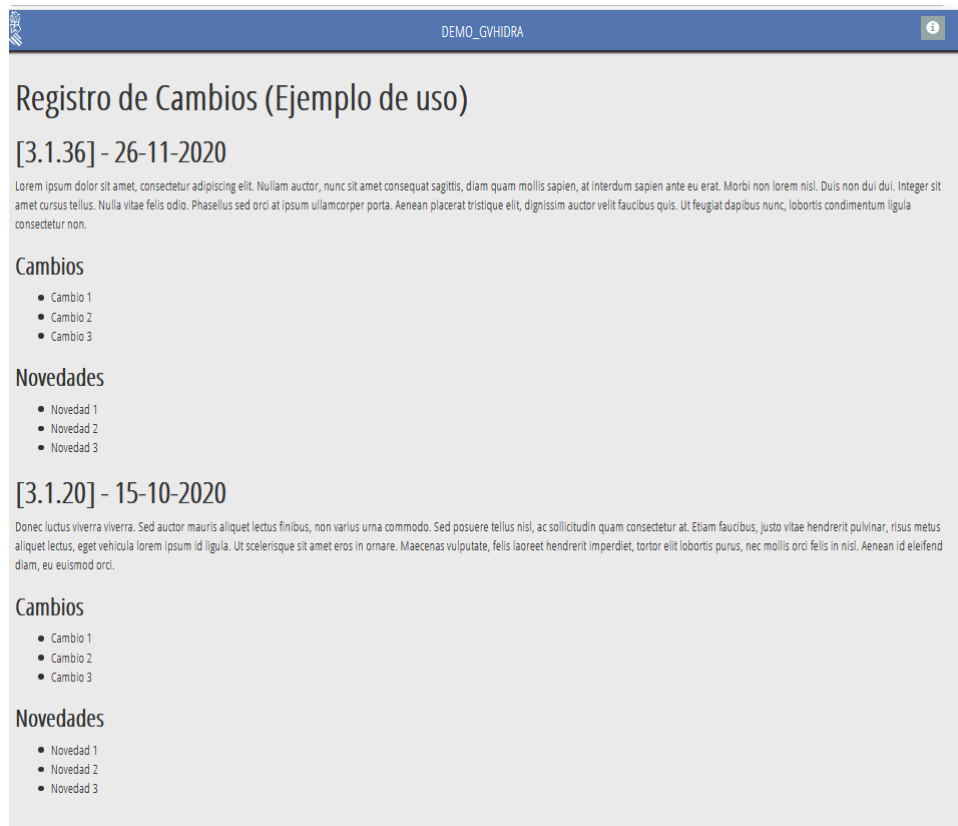 DEMO_GVHIDRA
Registro de Cambios (Ejemplo de uso)
[3.1.36] - 26-11-2020
Lorem ipsum dolor sit amet, consectetur adipiscing elit. Nullam auctor, nunc sit amet consequat sagittis, diam quam mollis sapien, at interdum sapien ante eu erat. Morbi non lorem nisl. Duis non dui dui. Integer sit
amet cursus tellus. Nulla vitae felis odio. Phasellus sed orci at ipsum ullamcorper porta. Aenean placerat tristique elit, dignissim auctor velit faucibus quis. Ut feugiat dapibus nunc, lobortis condimentum ligula
consectetur non.
Cambios
• Cambio 1
• Cambio 2
• Cambio 3
Novedades
• Novedad 1
• Novedad 2
• Novedad 3
[3.1.20] - 15-10-2020
Donec luctus viverra viverra. Sed auctor mauris aliquet lectus finibus, non varius urna commodo. Sed posuere tellus nisl, ac sollicitudin quam consectetur at. Etiam faucibus, justo vitae hendrerit pulvinar, risus metus
aliquet lectus, eget vehicula lorem ipsum id ligula. Ut scelerisque sit amet eros in ornare. Maecenas vulputate, felis laoreet hendrerit imperdiet, tortor elit lobortis purus, nec mollis orci felis in nisl. Aenean id eleifend
diam, eu euismod orci.
Cambios
• Cambio 1
• Cambio 2
• Cambio 3
Novedades
• Novedad 1
• Novedad 2
• Novedad 3